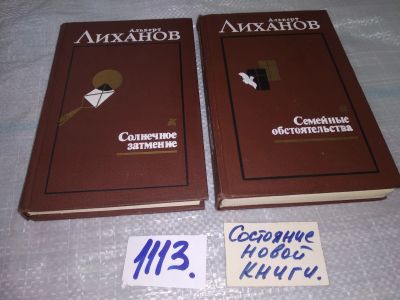 Альберт
ЛИХАНОВ
Солнечное
затмение
Альберт
ЛИХАНОВ
Семейные
обстоятельства
1113.
Состояние
новой
книги.